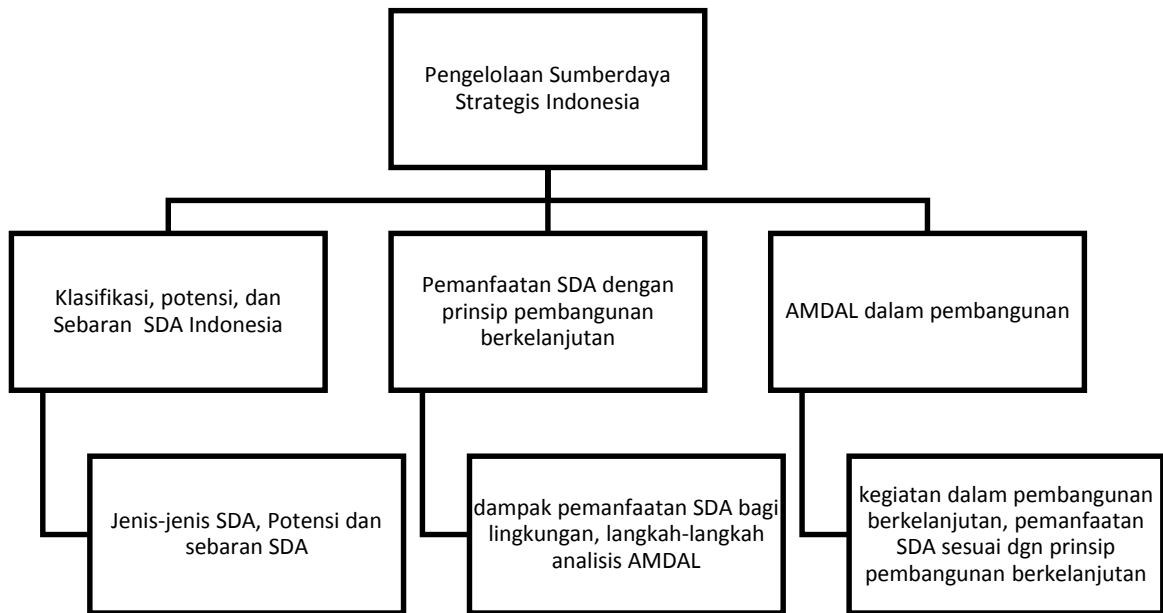 Pengelolaan Sumberdaya
Strategis Indonesia
Klasifikasi, potensi, dan
Sebaran  SDA Indonesia
Pemanfaatan SDA dengan
prinsip pembangunan
berkelanjutan
AMDAL dalam pembangunan
Jenis-jenis SDA, Potensi dan
sebaran SDA
dampak pemanfaatan SDA bagi
lingkungan, langkah-langkah
analisis AMDAL
kegiatan dalam pembangunan
berkelanjutan, pemanfaatan
SDA sesuai dgn prinsip
pembangunan berkelanjutan